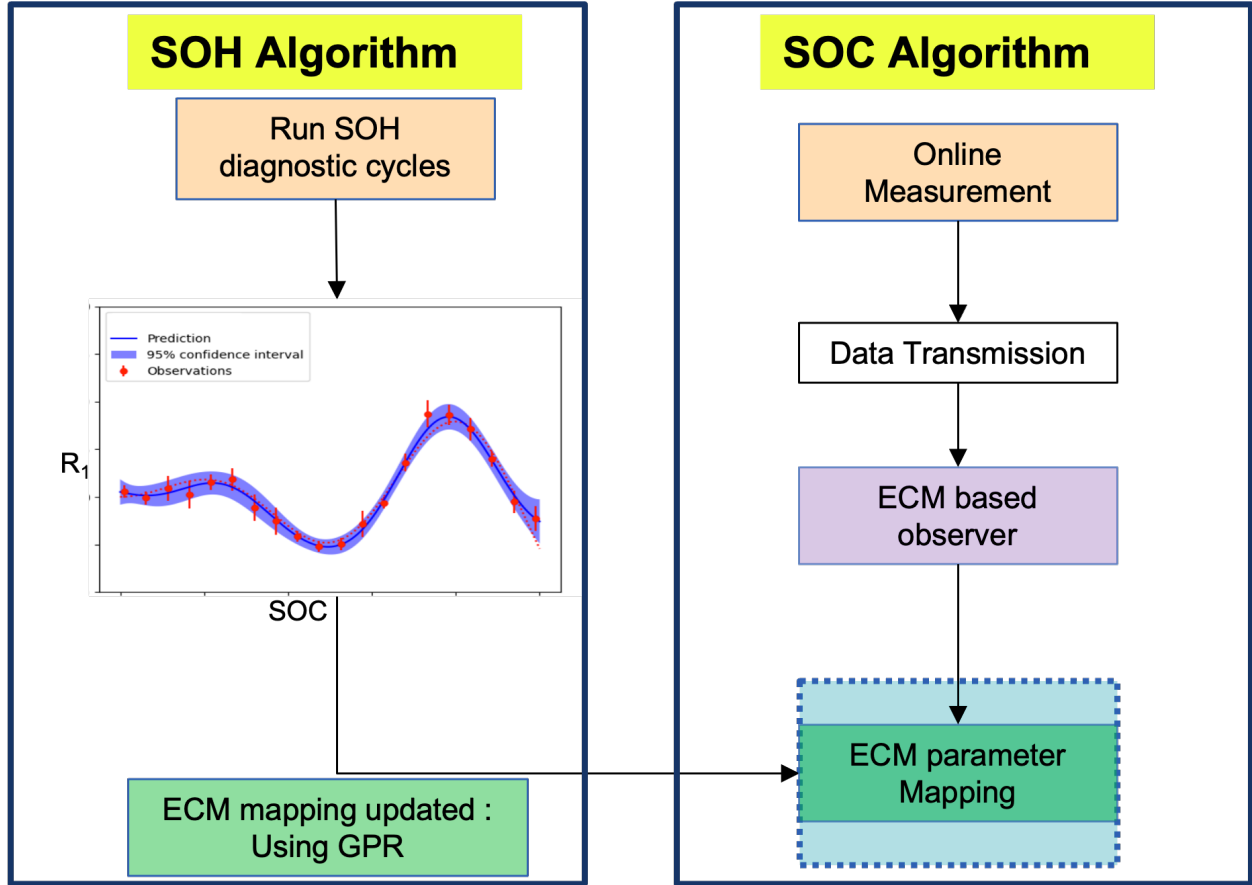 SOH Algorithm
Run SOH
diagnostic cycles
Prediction
95% confidence interval
Observations
R₁
SOC
ECM mapping updated :
Using GPR
SOC Algorithm
Online
Measurement
Data Transmission
ECM based
observer
ECM parameter
Mapping